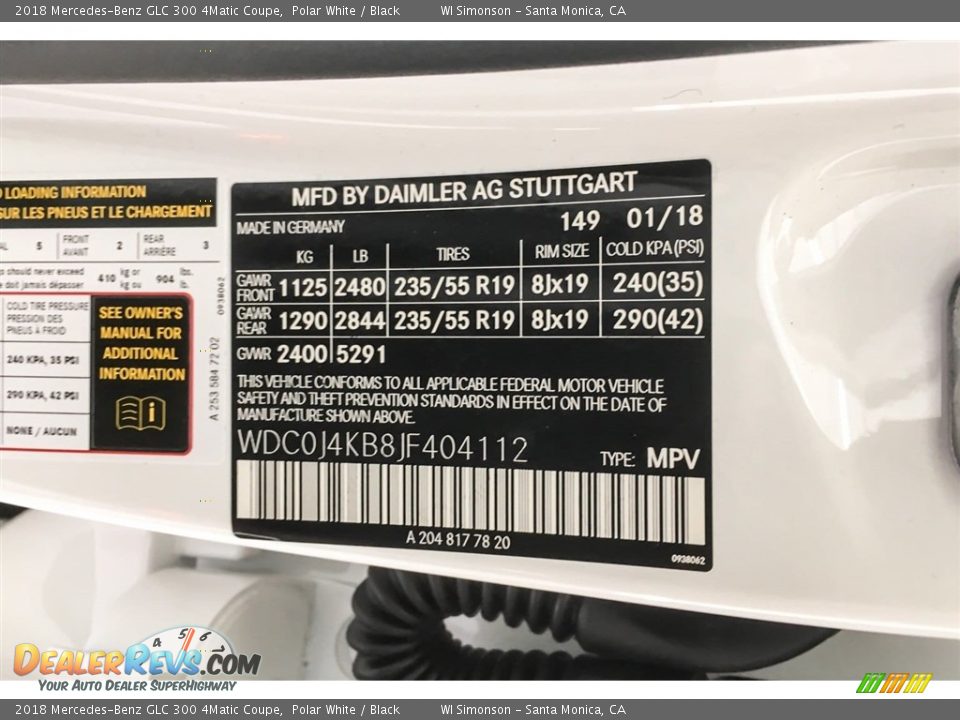 2018 Mercedes-Benz GLC 300 4Matic Coupe, Polar White / Black WI Simonson - Santa Monica, CA
LOADING INFORMATION
SUR LES PNEUS ET LE CHARGEMENT
5 FRONT AVANT 2 REAR ARRIÈRE 3
should never exceed
doit jamais dépasser 410 kg or kg ou 904 lbs. lb.
COLD TIRE PRESSURE
PRESSION DES
PNEUS À FROID
240 KPA, 35 PSI
290 KPA, 42 PSI
NONE / AUCUN
SEE OWNER'S
MANUAL FOR
ADDITIONAL
INFORMATION
i
0938062
A 253 584 72 02
MFD BY DAIMLER AG STUTTGART
MADE IN GERMANY 149 01/18
KG LB TIRES RIM SIZE COLD KPA(PSI)
GAWR FRONT 1125 2480 235/55 R19 8Jx19 240(35)
GAWR REAR 1290 2844 235/55 R19 8Jx19 290(42)
GVWR 2400 5291
THIS VEHICLE CONFORMS TO ALL APPLICABLE FEDERAL MOTOR VEHICLE
SAFETY AND THEFT PREVENTION STANDARDS IN EFFECT ON THE DATE OF
MANUFACTURE SHOWN ABOVE.
WDC0J4KB8JF404112 TYPE: MPV
A 204 817 78 20
0938062
4 5 6
DEALERREVS.COM
YOUR AUTO DEALER SUPERHIGHWAY
2018 Mercedes-Benz GLC 300 4Matic Coupe, Polar White / Black WI Simonson - Santa Monica, CA